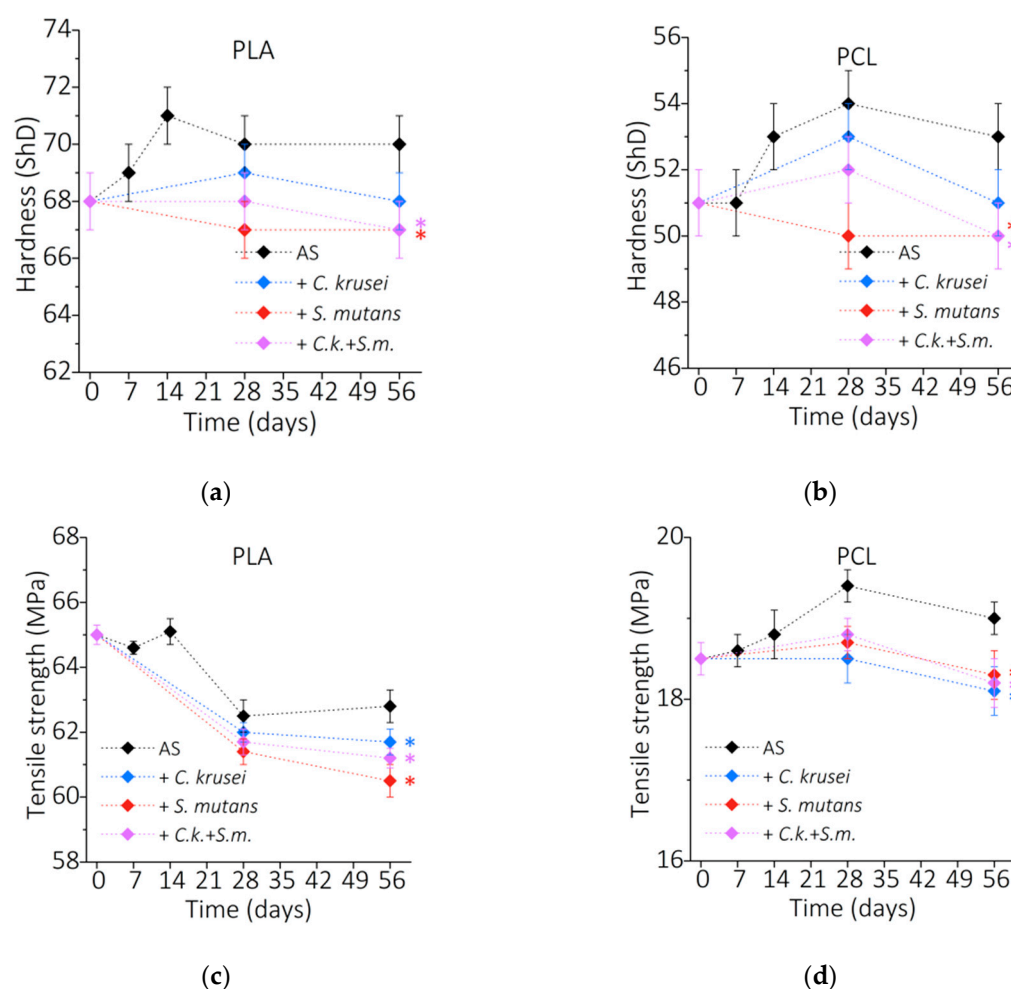 PLA
Hardness (ShD)
74
72
70
68
66
64
62
AS
+ C. krusei
+ S. mutans
+ C.k.+S.m.
*
*
0 7 14 21 28 35 42 49 56
Time (days)
(a)
PCL
Hardness (ShD)
56
54
52
50
48
46
AS
+ C. krusei
+ S. mutans
+ C.k.+S.m.
*
*
0 7 14 21 28 35 42 49 56
Time (days)
(b)
PLA
Tensile strength (MPa)
68
66
64
62
60
58
AS
+ C. krusei
+ S. mutans
+ C.k.+S.m.
*
*
*
0 7 14 21 28 35 42 49 56
Time (days)
(c)
PCL
Tensile strength (MPa)
20
18
16
AS
+ C. krusei
+ S. mutans
+ C.k.+S.m.
*
*
*
0 7 14 21 28 35 42 49 56
Time (days)
(d)